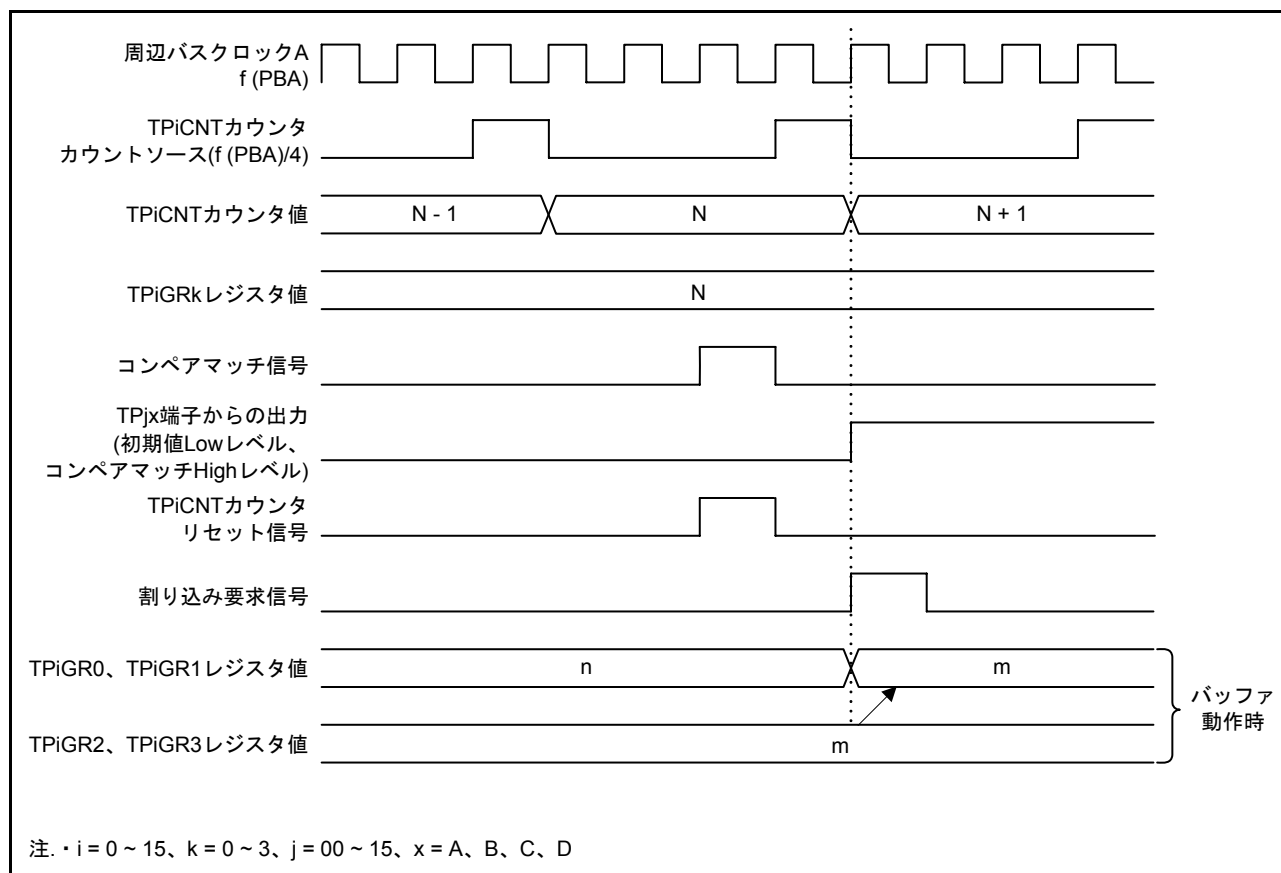 周辺バスクロックA
f (PBA)
TPiCNTカウンタ
カウントソース(f (PBA)/4)
TPiCNTカウンタ値
N - 1
N
N + 1
TPiGRkレジスタ値
N
コンペアマッチ信号
TPjx端子からの出力
(初期値Lowレベル、
コンペアマッチHighレベル)
TPiCNTカウンタ
リセット信号
割り込み要求信号
TPiGR0、TPiGR1レジスタ値
n
m
TPiGR2、TPiGR3レジスタ値
m
バッファ
動作時
注.・i = 0 ~ 15、k = 0 ~ 3、j = 00 ~ 15、x = A、B、C、D